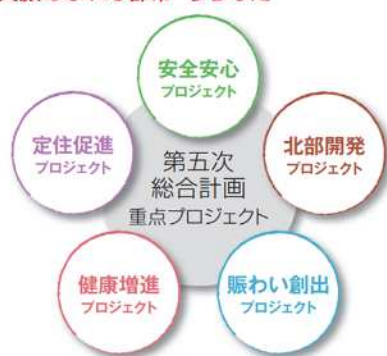 安全安心
プロジェクト
定住促進
プロジェクト
北部開発
プロジェクト
第五次
総合計画
重点プロジェクト
健康増進
プロジェクト
賑わい創出
プロジェクト